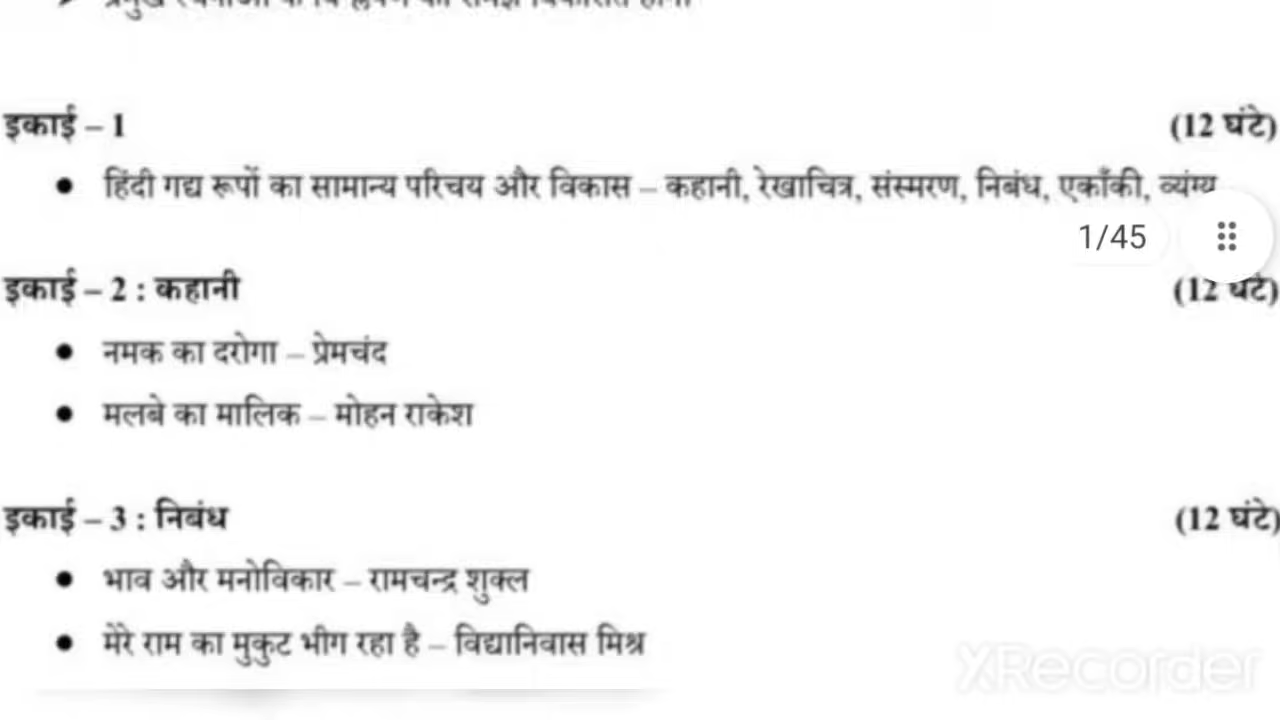 इकाई – 1 (12 घंटे)
● हिंदी गद्य रूपों का सामान्य परिचय और विकास – कहानी, रेखाचित्र, संस्मरण, निबंध, एकाँकी, व्यंग्य
1/45
इकाई – 2 : कहानी (12 घंटे)
● नमक का दरोगा – प्रेमचंद
● मलबे का मालिक – मोहन राकेश
इकाई – 3 : निबंध (12 घंटे)
● भाव और मनोविकार – रामचन्द्र शुक्ल
● मेरे राम का मुकुट भीग रहा है – विद्यानिवास मिश्र
XRecorder